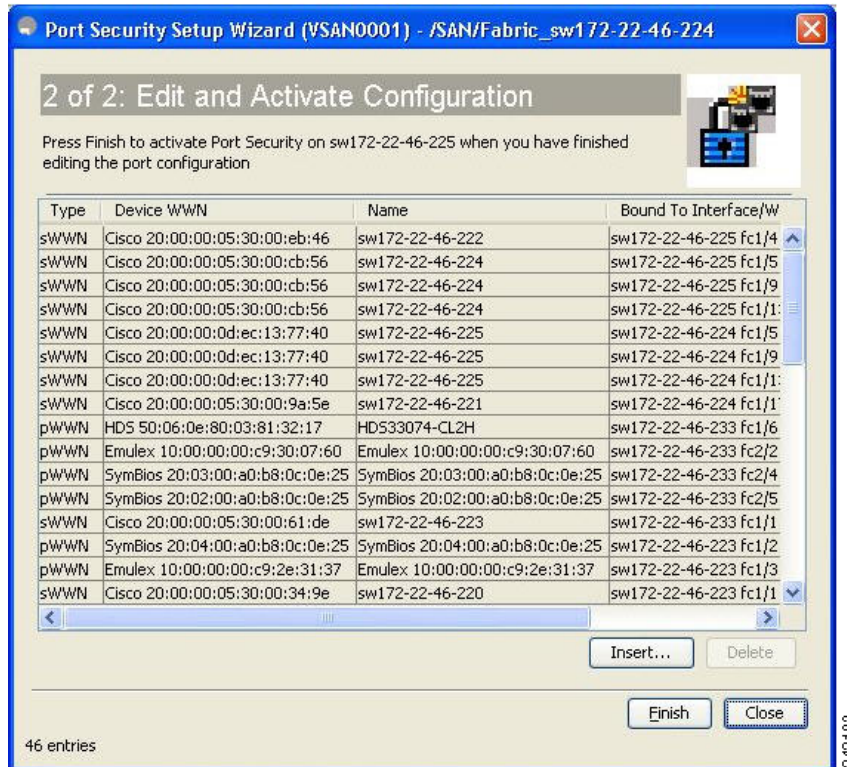 Port Security Setup Wizard (VSAN0001) - /SAN/Fabric_sw172-22-46-224
2 of 2: Edit and Activate Configuration
Press Finish to activate Port Security on sw172-22-46-225 when you have finished
editing the port configuration
Type Device WWN Name Bound To Interface/W
sWWN Cisco 20:00:00:05:30:00:eb:46 sw172-22-46-222 sw172-22-46-225 fc1/4
sWWN Cisco 20:00:00:05:30:00:cb:56 sw172-22-46-224 sw172-22-46-225 fc1/5
sWWN Cisco 20:00:00:05:30:00:cb:56 sw172-22-46-224 sw172-22-46-225 fc1/9
sWWN Cisco 20:00:00:05:30:00:cb:56 sw172-22-46-224 sw172-22-46-225 fc1/1
sWWN Cisco 20:00:00:0d:ec:13:77:40 sw172-22-46-225 sw172-22-46-224 fc1/5
sWWN Cisco 20:00:00:0d:ec:13:77:40 sw172-22-46-225 sw172-22-46-224 fc1/9
sWWN Cisco 20:00:00:0d:ec:13:77:40 sw172-22-46-225 sw172-22-46-224 fc1/1
sWWN Cisco 20:00:00:05:30:00:9a:5e sw172-22-46-221 sw172-22-46-224 fc1/1
pWWN HDS 50:06:0e:80:03:81:32:17 HDS33074-CL2H sw172-22-46-233 fc1/6
pWWN Emulex 10:00:00:00:c9:30:07:60 Emulex 10:00:00:00:c9:30:07:60 sw172-22-46-233 fc2/2
pWWN SymBios 20:03:00:a0:b8:0c:0e:25 SymBios 20:03:00:a0:b8:0c:0e:25 sw172-22-46-233 fc2/4
pWWN SymBios 20:02:00:a0:b8:0c:0e:25 SymBios 20:02:00:a0:b8:0c:0e:25 sw172-22-46-233 fc2/5
sWWN Cisco 20:00:00:05:30:00:61:de sw172-22-46-223 sw172-22-46-233 fc1/1
pWWN SymBios 20:04:00:a0:b8:0c:0e:25 SymBios 20:04:00:a0:b8:0c:0e:25 sw172-22-46-223 fc1/2
pWWN Emulex 10:00:00:00:c9:2e:31:37 Emulex 10:00:00:00:c9:2e:31:37 sw172-22-46-223 fc1/3
sWWN Cisco 20:00:00:05:30:00:34:9e sw172-22-46-220 sw172-22-46-223 fc1/1
Insert... Delete
Finish Close
46 entries